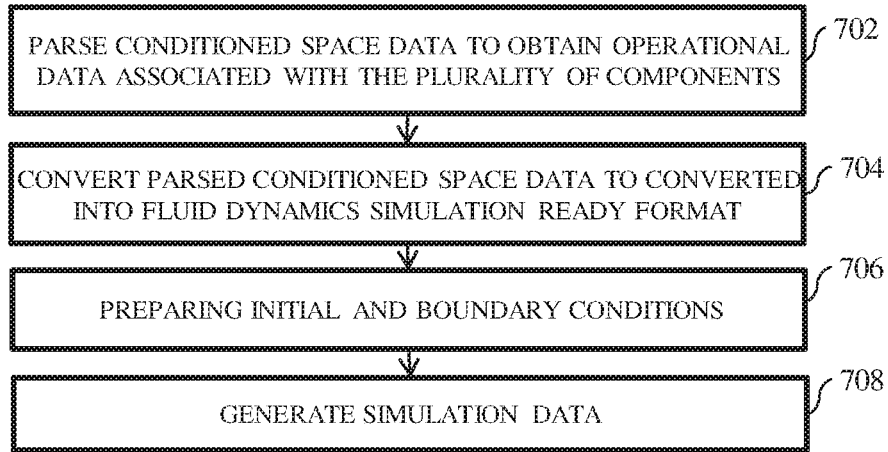 PARSE CONDITIONED SPACE DATA TO OBTAIN OPERATIONAL
DATA ASSOCIATED WITH THE PLURALITY OF COMPONENTS
702
CONVERT PARSED CONDITIONED SPACE DATA TO CONVERTED
INTO FLUID DYNAMICS SIMULATION READY FORMAT
704
PREPARING INITIAL AND BOUNDARY CONDITIONS
706
GENERATE SIMULATION DATA
708